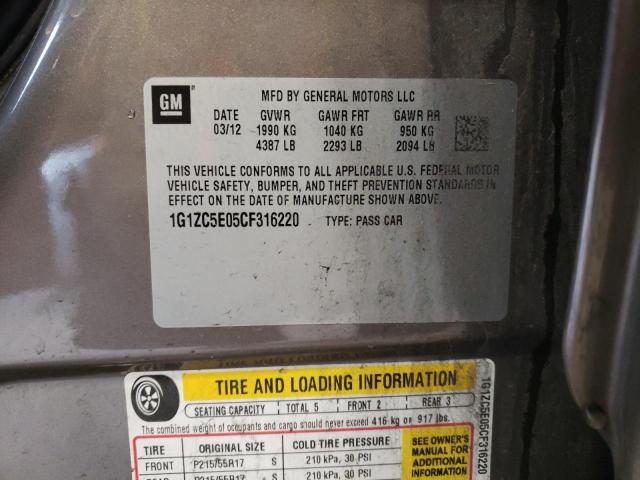 GM
MFD BY GENERAL MOTORS LLC
DATE GVWR GAWR FRT GAWR RR
03/12 1990 KG 1040 KG 950 KG
4387 LB 2293 LB 2094 LB
THIS VEHICLE CONFORMS TO ALL APPLICABLE U.S. FEDERAL MOTOR
VEHICLE SAFETY, BUMPER, AND THEFT PREVENTION STANDARDS IN
EFFECT ON THE DATE OF MANUFACTURE SHOWN ABOVE.
1G1ZC5E05CF316220 TYPE: PASS CAR
TIRE AND LOADING INFORMATION
SEATING CAPACITY TOTAL 5 FRONT 2 REAR 3
The combined weight of occupants and cargo should never exceed 416 kg or 917 lbs.
TIRE ORIGINAL SIZE COLD TIRE PRESSURE
FRONT P215/55R17 S 210 kPa, 30 PSI
P215/55R17 S 210 kPa, 30 PSI
SEE OWNER'S
MANUAL FOR
ADDITIONAL
INFORMATION
1G1ZC5E05CF316220